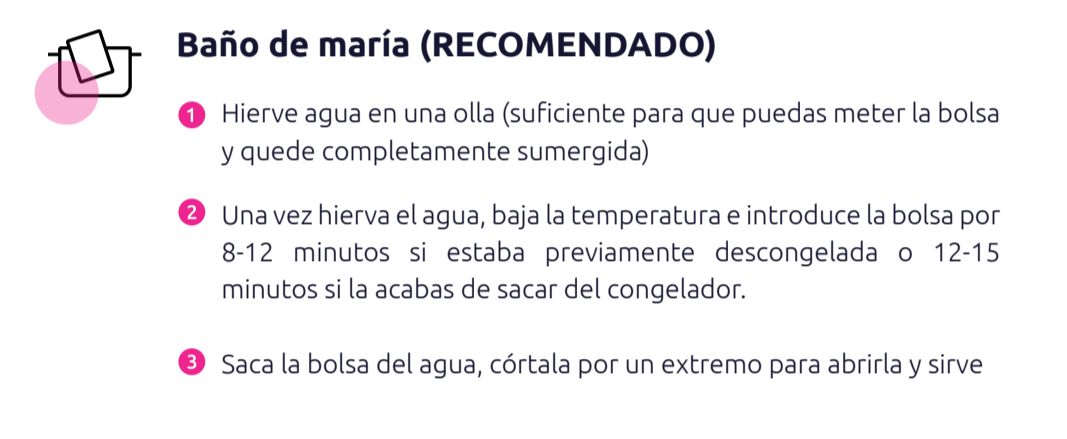 Baño de maría (RECOMENDADO)
1 Hierve agua en una olla (suficiente para que puedas meter la bolsa
y quede completamente sumergida)
2 Una vez hierva el agua, baja la temperatura e introduce la bolsa por
8-12 minutos si estaba previamente descongelada o 12-15
minutos si la acabas de sacar del congelador.
3 Saca la bolsa del agua, córtala por un extremo para abrirla y sirve